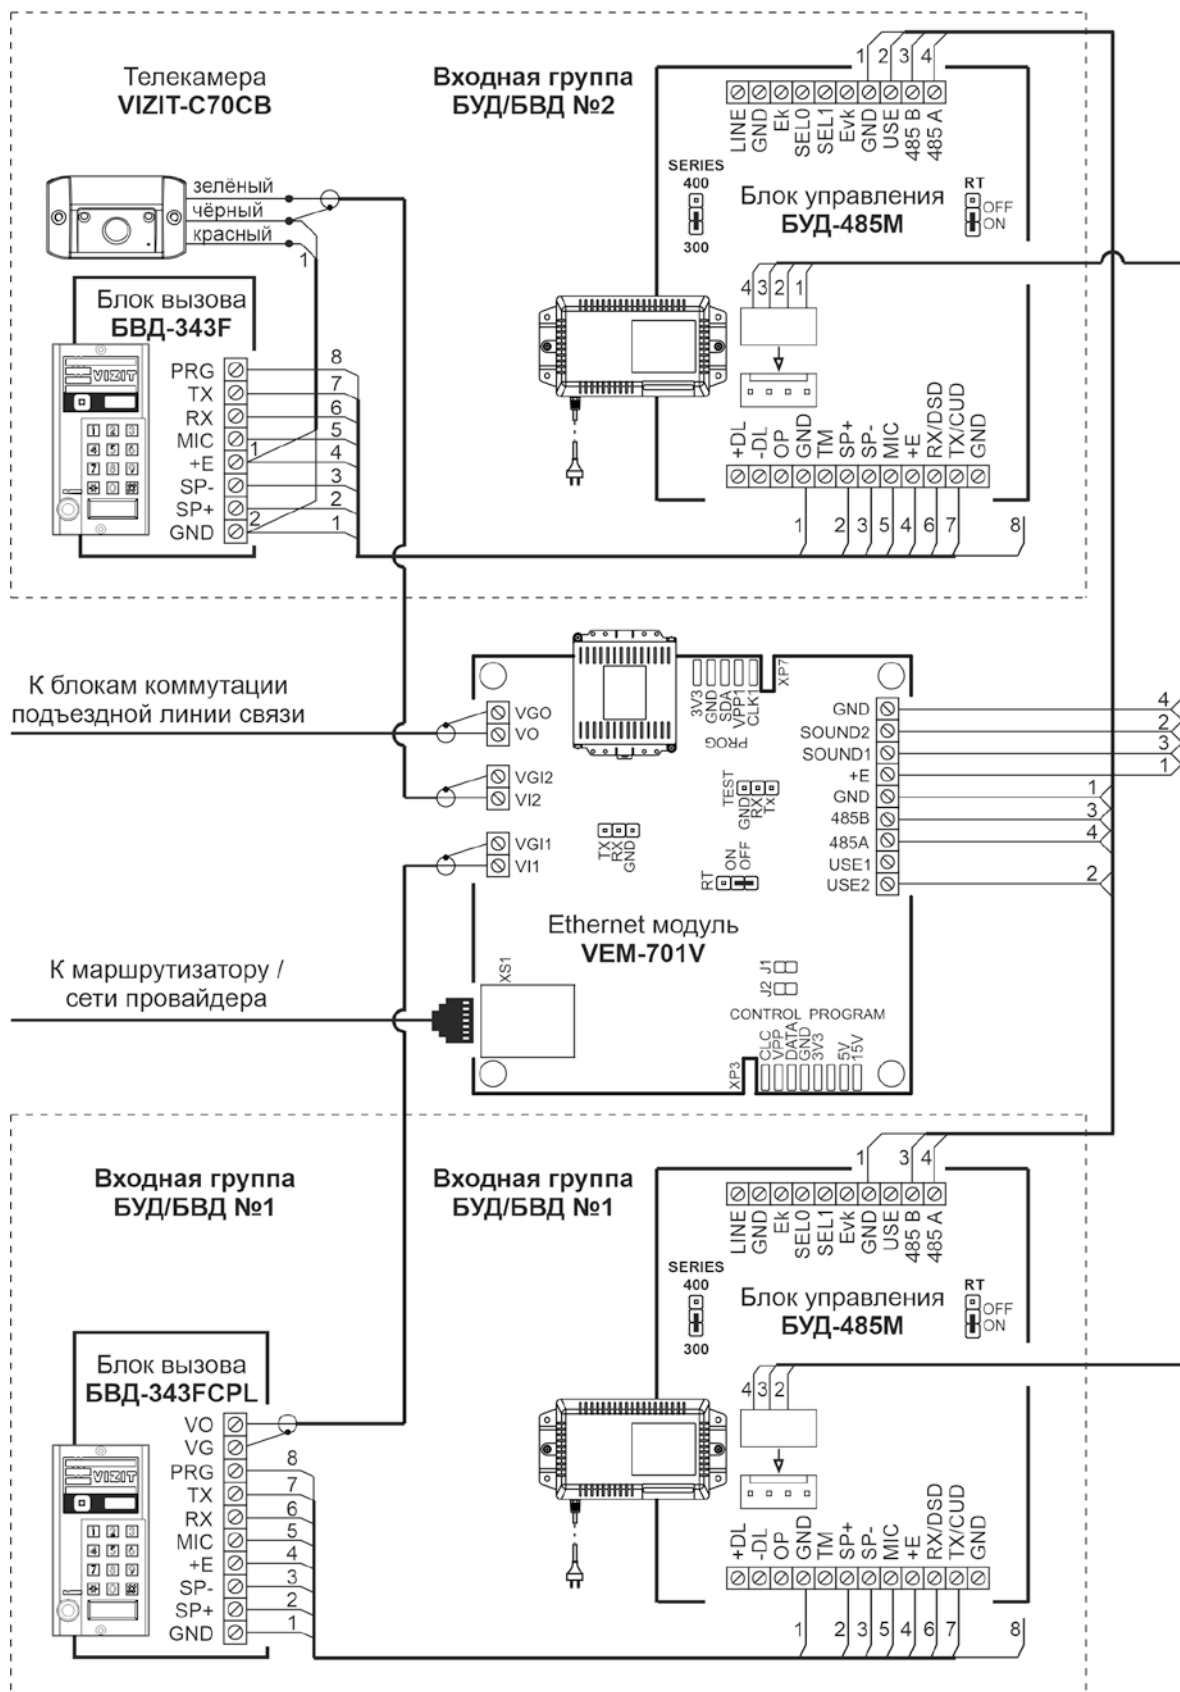 Телекамера
VIZIT-C70CB
Входная группа
БУД/БВД №2
1 2 3 4
LINE
GND
Ek
SEL0
SEL1
Evk
GND
USE
485 B
485 A
SERIES
400
300
Блок управления
БУД-485М
RT
OFF
ON
зелёный
чёрный
красный
1
4 3 2 1
Блок вызова
БВД-343F
VIZIT
PRG 8
TX 7
RX 6
MIC 5
+E 1 4
SP- 3
SP+ 2
GND 2 1
+DL
-DL
OP
GND
TM
SP+
SP-
MIC
+E
RX/DSD
TX/CUD
GND
1 2 3 5 4 6 7 8
К блокам коммутации
подъездной линии связи
VGO
VO
VGI2
VI2
VGI1
VI1
3V3
GND
SDA
VPP1
CLK1
PROG
XP7
GND 4
SOUND2 2
SOUND1 3
+E 1
GND 1
485B 3
485A 4
USE1
USE2 2
TEST
GND
RX
Tx
TX
RX
GND
RT
ON
OFF
Ethernet модуль
VEM-701V
К маршрутизатору /
сети провайдера
XS1
J1
J2
CONTROL PROGRAM
CLC
VPP
DATA
GND
3V3
5V
15V
XP3
Входная группа
БУД/БВД №1
Входная группа
БУД/БВД №1
1 3 4
LINE
GND
Ek
SEL0
SEL1
Evk
GND
USE
485 B
485 A
SERIES
400
300
Блок управления
БУД-485М
RT
OFF
ON
4 3 2
Блок вызова
БВД-343FCPL
VIZIT
VO
VG
PRG 8
TX 7
RX 6
MIC 5
+E 4
SP- 3
SP+ 2
GND 1
+DL
-DL
OP
GND
TM
SP+
SP-
MIC
+E
RX/DSD
TX/CUD
GND
1 2 3 5 4 6 7 8